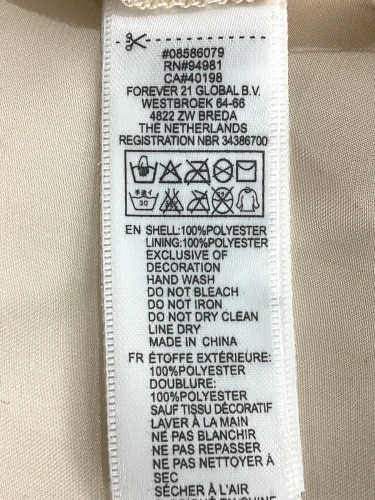 #08586079
RN#94981
CA#40198
FOREVER 21 GLOBAL B.V.
WESTBROEK 64-66
4822 ZW BREDA
THE NETHERLANDS
REGISTRATION NBR 34386700
手洗イ
30
EN SHELL:100%POLYESTER
LINING:100%POLYESTER
EXCLUSIVE OF
DECORATION
HAND WASH
DO NOT BLEACH
DO NOT IRON
DO NOT DRY CLEAN
LINE DRY
MADE IN CHINA
FR ÉTOFFE EXTÉRIEURE:
100%POLYESTER
DOUBLURE:
100%POLYESTER
SAUF TISSU DÉCORATIF
LAVER À LA MAIN
NE PAS BLANCHIR
NE PAS REPASSER
NE PAS NETTOYER À
SEC
SÉCHER À L'AIR